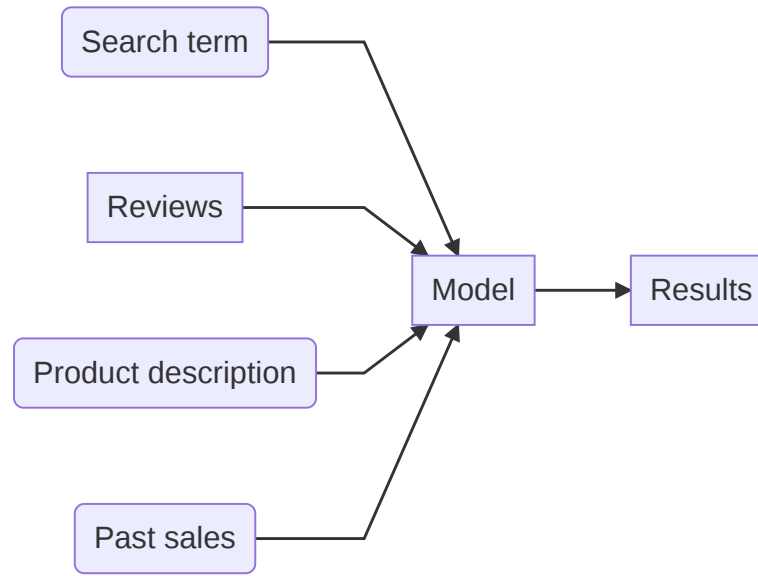 Search term
Reviews
Product description
Past sales
Model
Results